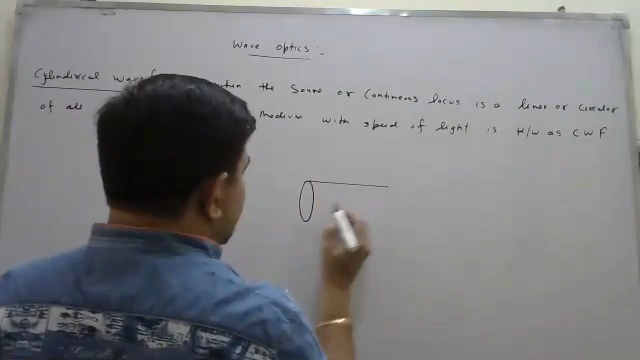 Wave optics :-
Cylindrical wave when the Source or Continuous locus is a liner or Circular
of all medium with speed of light is K/W as CWF